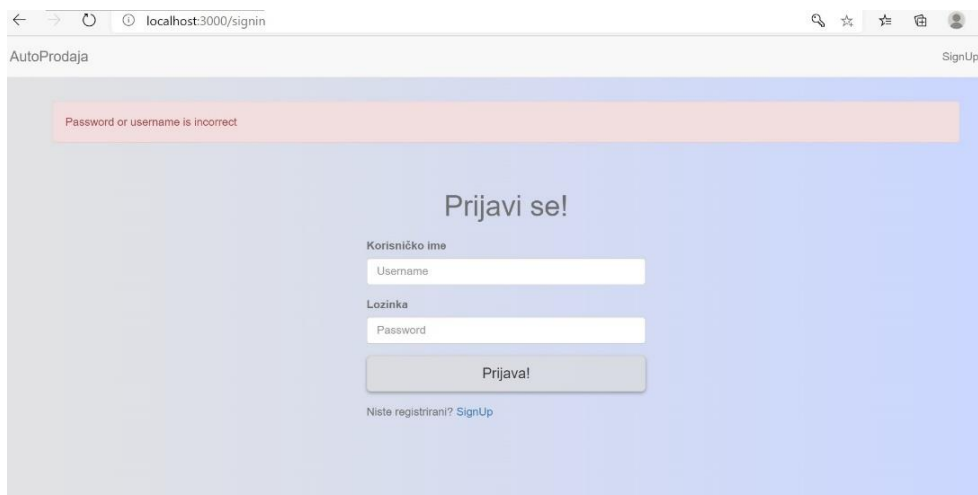 localhost:3000/signin
AutoProdaja
SignUp
Password or username is incorrect
Prijavi se!
Korisničko ime
Username
Lozinka
Password
Prijava!
Niste registrirani? SignUp